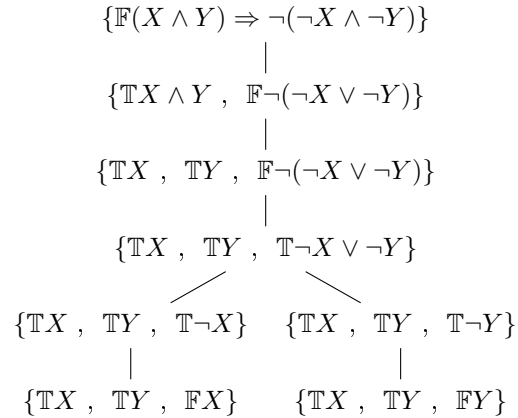 {𝔽(X ∧ Y) ⇒ ¬(¬X ∧ ¬Y)}
{𝕋X ∧ Y , 𝔽¬(¬X ∨ ¬Y)}
{𝕋X , 𝕋Y , 𝔽¬(¬X ∨ ¬Y)}
{𝕋X , 𝕋Y , 𝕋¬X ∨ ¬Y}
{𝕋X , 𝕋Y , 𝕋¬X} {𝕋X , 𝕋Y , 𝕋¬Y}
{𝕋X , 𝕋Y , 𝔽X} {𝕋X , 𝕋Y , 𝔽Y}